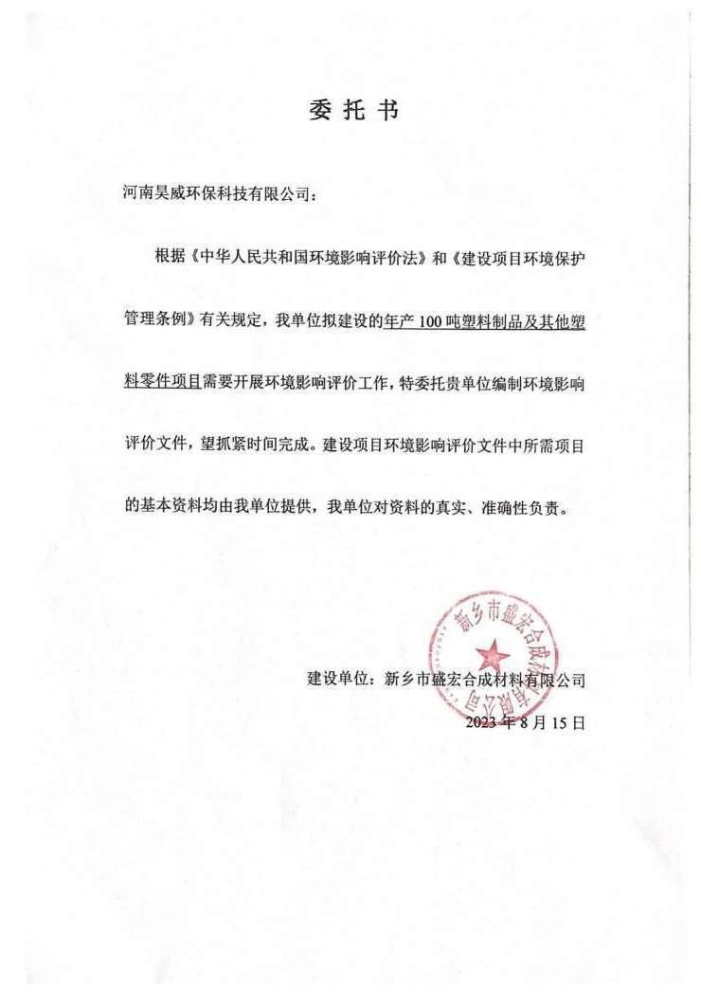 委托书
河南昊威环保科技有限公司：
根据《中华人民共和国环境影响评价法》和《建设项目环境保护
管理条例》有关规定，我单位拟建设的年产 100 吨塑料制品及其他塑
料零件项目需要开展环境影响评价工作，特委托贵单位编制环境影响
评价文件，望抓紧时间完成。建设项目环境影响评价文件中所需项目
的基本资料均由我单位提供，我单位对资料的真实、准确性负责。
新乡市盛宏合成材料有限公司
建设单位：新乡市盛宏合成材料有限公司
2023 年 8 月 15 日